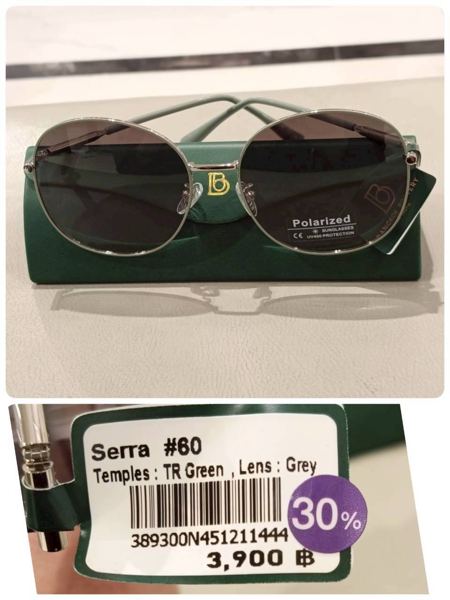 B
B
Polarized
CE SUNGLASSES
UV400 PROTECTION
Serra #60
Temples : TR Green , Lens : Grey
389300N451211444
30%
3,900 ฿